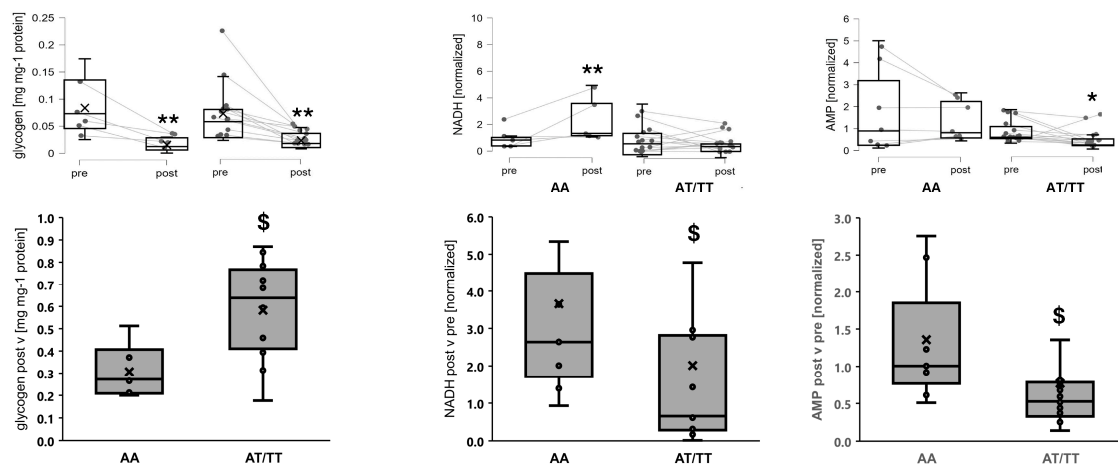 glycogen [mg mg-1 protein]
0.25
0.2
0.15
0.1
0.05
0
**
**
pre
post
pre
post
NADH [normalized]
10
8
6
4
2
0
**
pre
post
pre
post
AA
AT/TT
AMP [normalized]
6
5
4
3
2
1
0
*
pre
post
pre
post
AA
AT/TT
glycogen post v [mg mg-1 protein]
1.0
0.9
0.8
0.7
0.6
0.5
0.4
0.3
0.2
0.1
0.0
$
AA
AT/TT
NADH post v pre [normalized]
6.0
5.0
4.0
3.0
2.0
1.0
0.0
$
AA
AT/TT
AMP post v pre [normalized]
3.0
2.5
2.0
1.5
1.0
0.5
0.0
$
AA
AT/TT